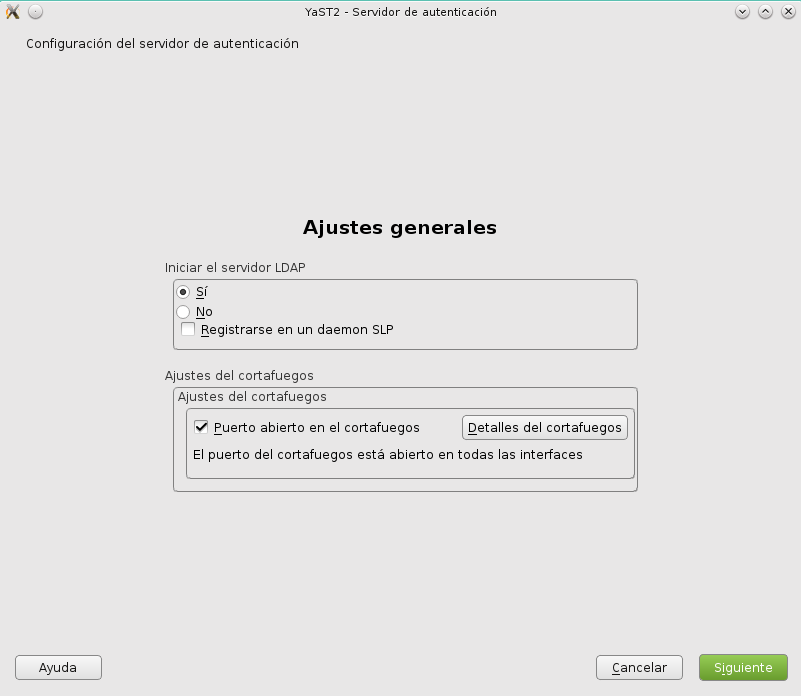 YaST2 - Servidor de autenticación
Configuración del servidor de autenticación
Ajustes generales
Iniciar el servidor LDAP
Sí
No
Registrarse en un daemon SLP
Ajustes del cortafuegos
Ajustes del cortafuegos
Puerto abierto en el cortafuegos
Detalles del cortafuegos
El puerto del cortafuegos está abierto en todas las interfaces
Ayuda
Cancelar
Siguiente